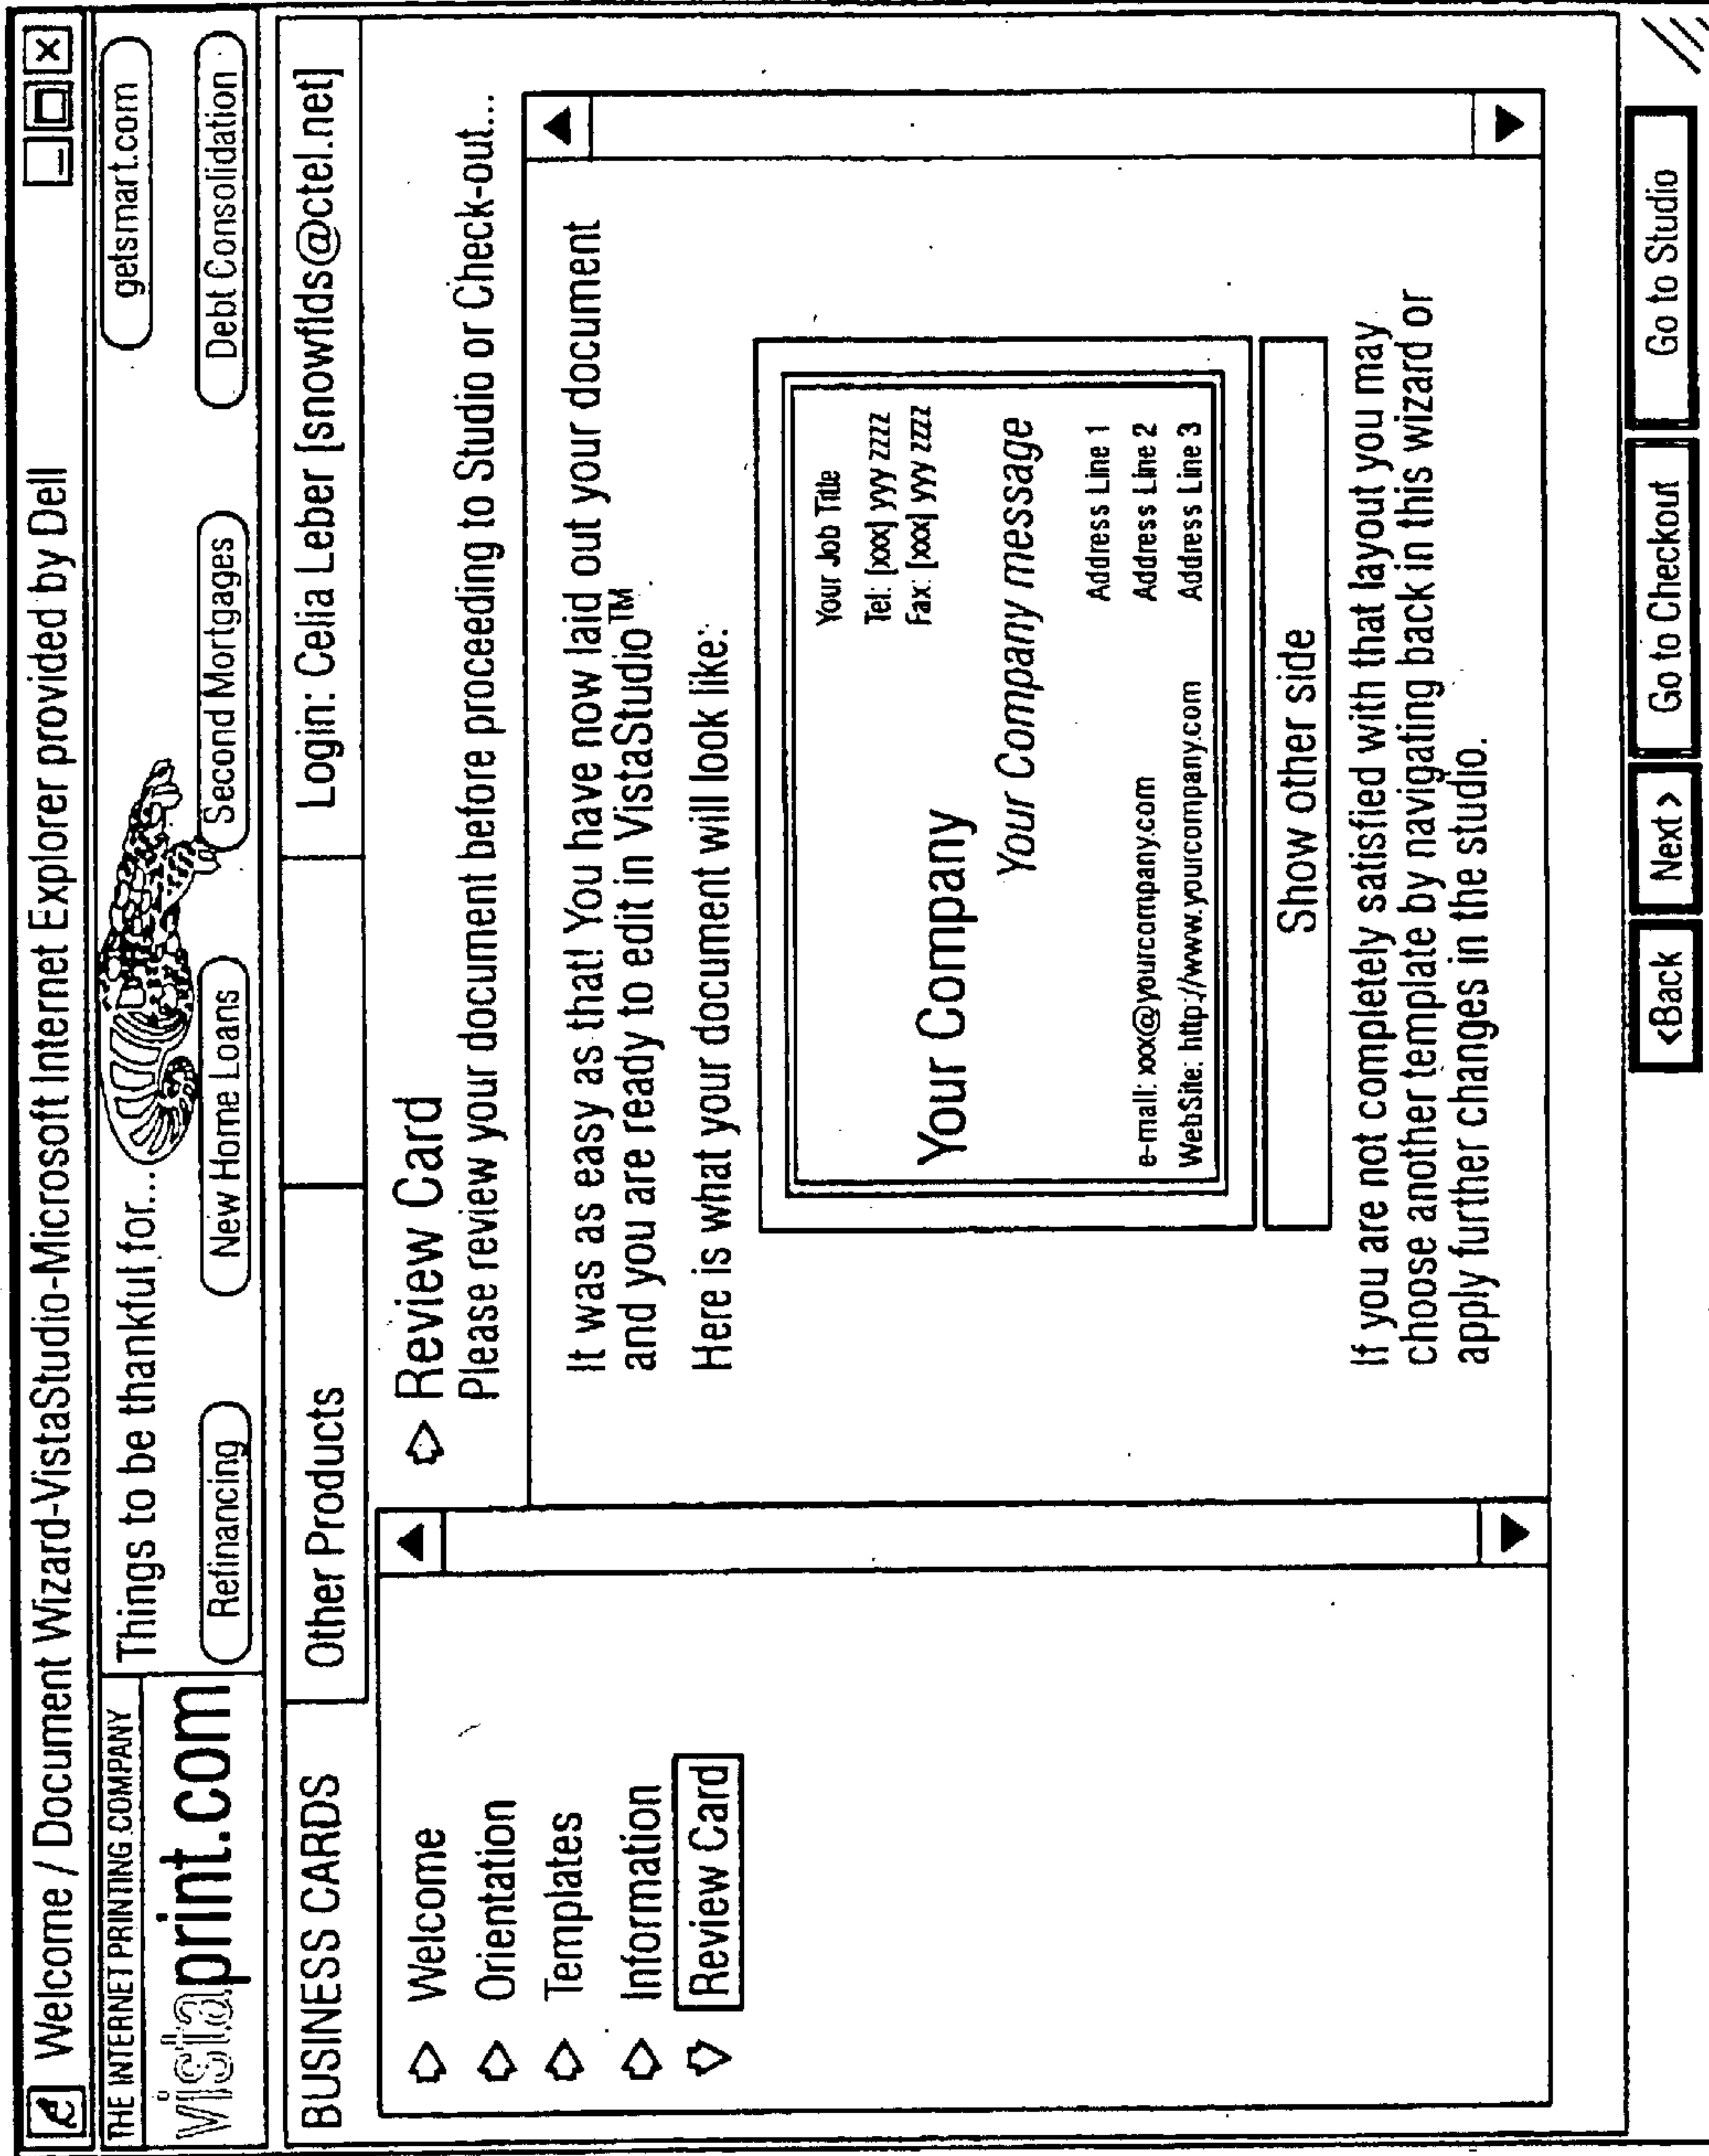 Welcome / Document Wizard-VistaStudio-Microsoft Internet Explorer provided by Dell
THE INTERNET PRINTING COMPANY
vistaprint.com
Things to be thankful for...
getsmart.com
Refinancing
New Home Loans
Second Mortgages
Debt Consolidation
BUSINESS CARDS
Other Products
Login: Celia Leber [snowflds@ctel.net]
Welcome
Orientation
Templates
Information
Review Card
Review Card
Please review your document before proceeding to Studio or Check-out...
It was as easy as that! You have now laid out your document
and you are ready to edit in VistaStudio™
Here is what your document will look like:
Your Job Title
Tel: [xxx] yyy zzzz
Fax: [xxx] yyy zzzz
Your Company
Your Company message
Address Line 1
e-mail: xxx@yourcompany.com Address Line 2
WebSite: http://www.yourcompany.com Address Line 3
Show other side
If you are not completely satisfied with that layout you may
choose another template by navigating back in this wizard or
apply further changes in the studio.
<Back
Next >
Go to Checkout
Go to Studio